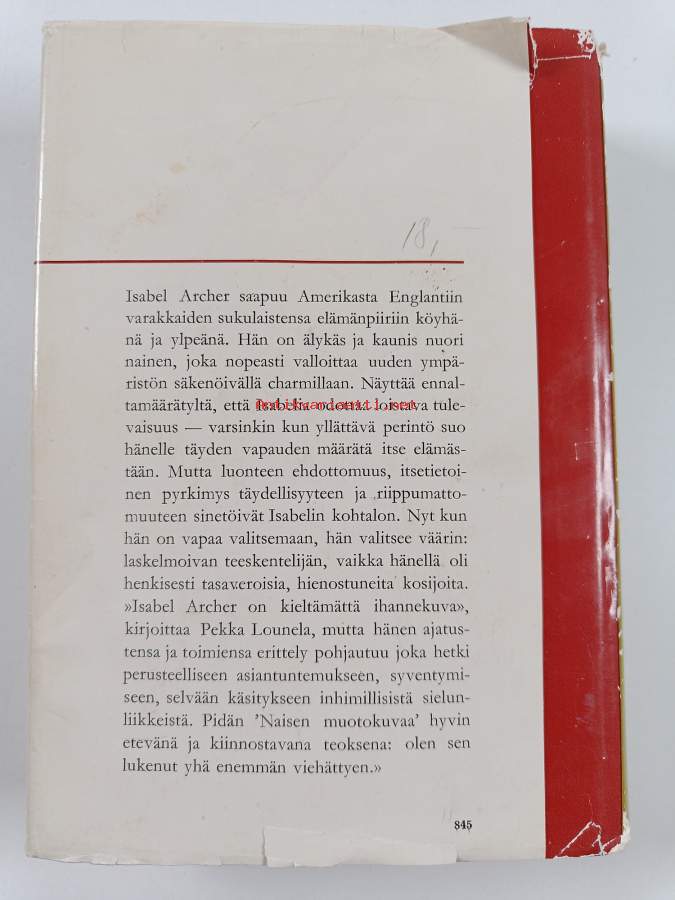 18,–
Isabel Archer saapuu Amerikasta Englantiin
varakkaiden sukulaistensa elämänpiiriin köyhä-
nä ja ylpeänä. Hän on älykäs ja kaunis nuori
nainen, joka nopeasti valloittaa uuden ympä-
ristön säkenöivällä charmillaan. Näyttää ennal-
tamäärätyltä, että Isabelia odottaa loistava tule-
Antikvariaatti.net
vaisuus — varsinkin kun yllättävä perintö suo
hänelle täyden vapauden määrätä itse elämäs-
tään. Mutta luonteen ehdottomuus, itsetietoi-
nen pyrkimys täydellisyyteen ja riippumatto-
muuteen sinetöivät Isabelin kohtalon. Nyt kun
hän on vapaa valitsemaan, hän valitsee väärin:
laskelmoivan teeskentelijän, vaikka hänellä oli
henkisesti tasaveroisia, hienostuneita kosijoita.
»Isabel Archer on kieltämättä ihannekuva»,
kirjoittaa Pekka Lounela, mutta hänen ajatus-
tensa ja toimiensa erittely pohjautuu joka hetki
perusteelliseen asiantuntemukseen, syventymi-
seen, selvään käsitykseen inhimillisistä sielun-
liikkeistä. Pidän 'Naisen muotokuvaa' hyvin
etevänä ja kiinnostavana teoksena: olen sen
lukenut yhä enemmän viehättyen.»
845